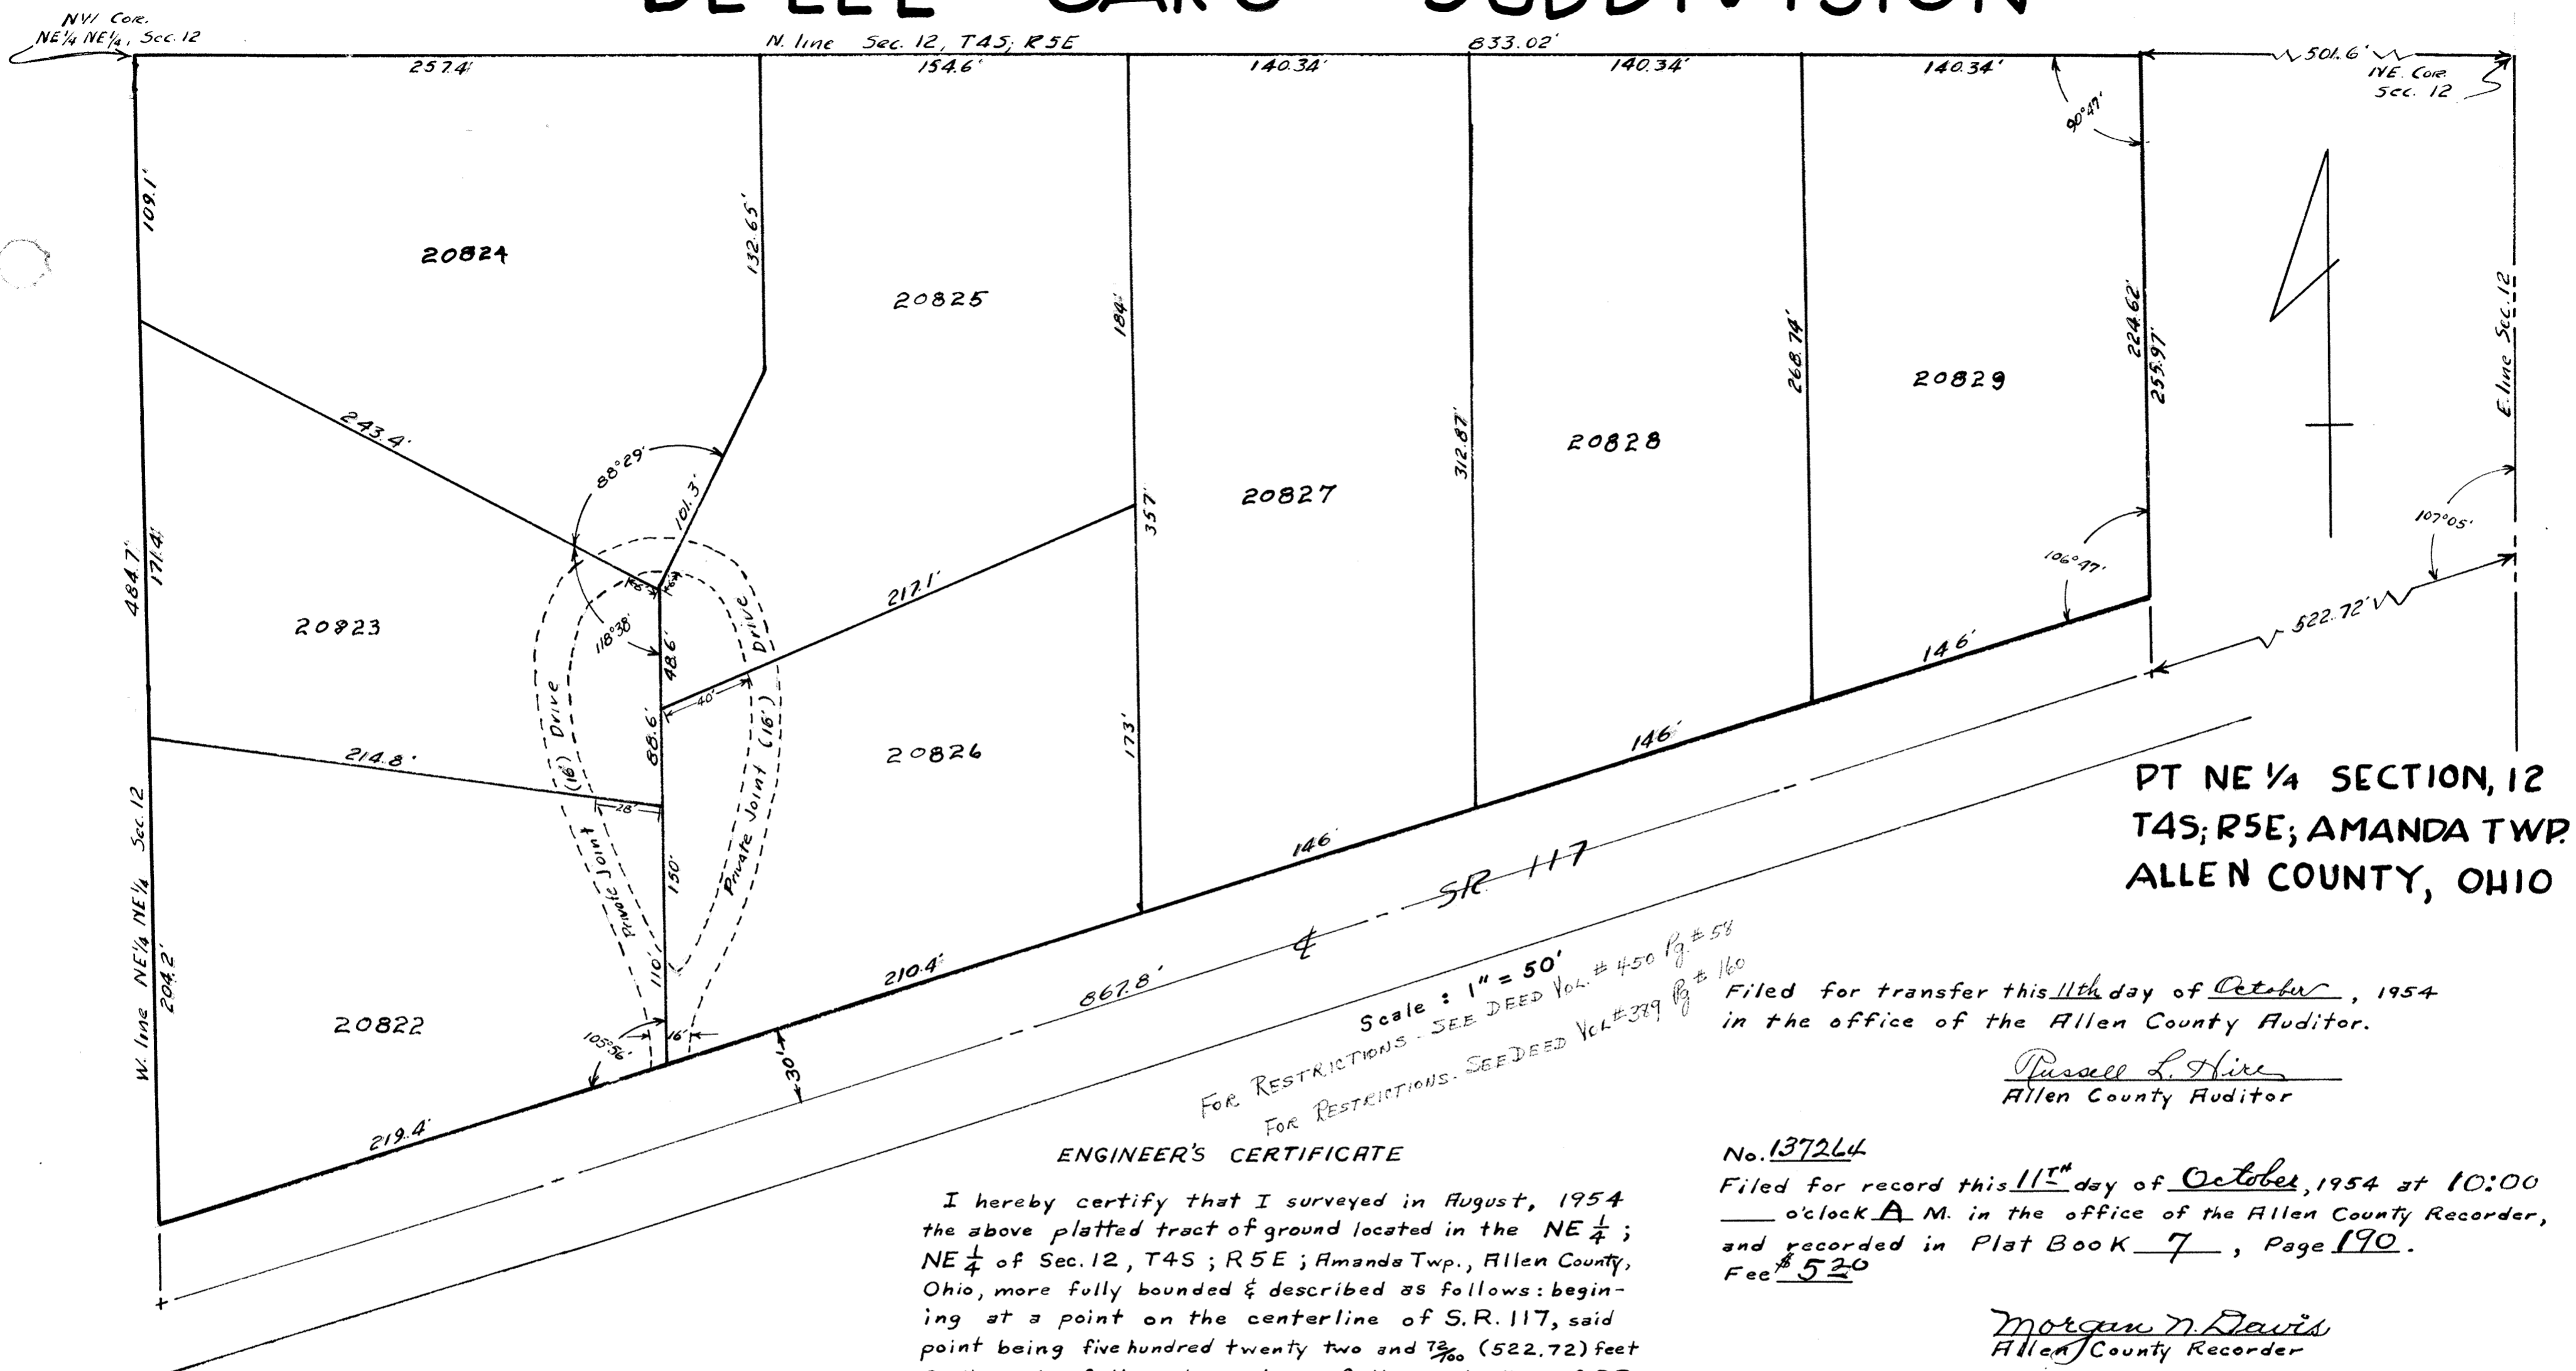 SUBDIVISION
NW Cor.
NE 1/4 NE 1/4, Sec. 12
N. line Sec. 12, T4S; R5E
833.02'
501.6'
NE. Cor.
Sec. 12
257.4'
154.6'
140.34'
140.34'
140.34'
90°47'
109.1'
132.65'
184'
20824
20825
312.87'
268.74'
224.62'
255.97'
E. line Sec. 12
20829
20828
20827
243.4'
88°29'
101.3'
357'
107°05'
106°47'
484.7'
171.4'
20823
118°38'
48.6'
217.1'
Drive
522.72'
146'
40'
Drive
(16')
88.6'
214.8'
28'
20826
173'
146'
Private Joint (16')
Private Joint
150'
146'
SR 117
PT NE 1/4 SECTION, 12
T4S; R5E; AMANDA TWP.
ALLEN COUNTY, OHIO
W. line NE 1/4 NE 1/4 Sec. 12
204.2'
110'
210.4'
867.8'
℄
20822
105°56'
16'
30'
219.4'
Scale : 1" = 50'
FOR RESTRICTIONS - SEE DEED VOL. # 450 Pg. # 58
FOR RESTRICTIONS - SEE DEED VOL # 389 Pg # 160
Filed for transfer this 11th day of October, 1954
in the office of the Allen County Auditor.
Russell L. Hire
Allen County Auditor
No. 137264
Filed for record this 11TH day of October, 1954 at 10:00
o'clock A M. in the office of the Allen County Recorder,
and recorded in Plat Book 7, Page 190.
Fee $ 5 20
Morgan N. Davis
Allen County Recorder
ENGINEER'S CERTIFICATE
I hereby certify that I surveyed in August, 1954
the above platted tract of ground located in the NE 1/4 ;
NE 1/4 of Sec. 12, T4S ; R5E ; Amanda Twp., Allen County,
Ohio, more fully bounded & described as follows: begin-
ing at a point on the centerline of S.R. 117, said
point being five hundred twenty two and 72/100 (522.72) feet